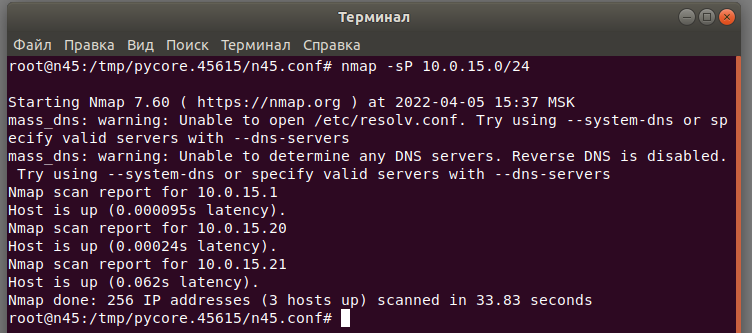 Терминал
Файл Правка Вид Поиск Терминал Справка
root@n45:/tmp/pycore.45615/n45.conf# nmap -sP 10.0.15.0/24
Starting Nmap 7.60 ( https://nmap.org ) at 2022-04-05 15:37 MSK
mass_dns: warning: Unable to open /etc/resolv.conf. Try using --system-dns or sp
ecify valid servers with --dns-servers
mass_dns: warning: Unable to determine any DNS servers. Reverse DNS is disabled.
 Try using --system-dns or specify valid servers with --dns-servers
Nmap scan report for 10.0.15.1
Host is up (0.000095s latency).
Nmap scan report for 10.0.15.20
Host is up (0.00024s latency).
Nmap scan report for 10.0.15.21
Host is up (0.062s latency).
Nmap done: 256 IP addresses (3 hosts up) scanned in 33.83 seconds
root@n45:/tmp/pycore.45615/n45.conf#